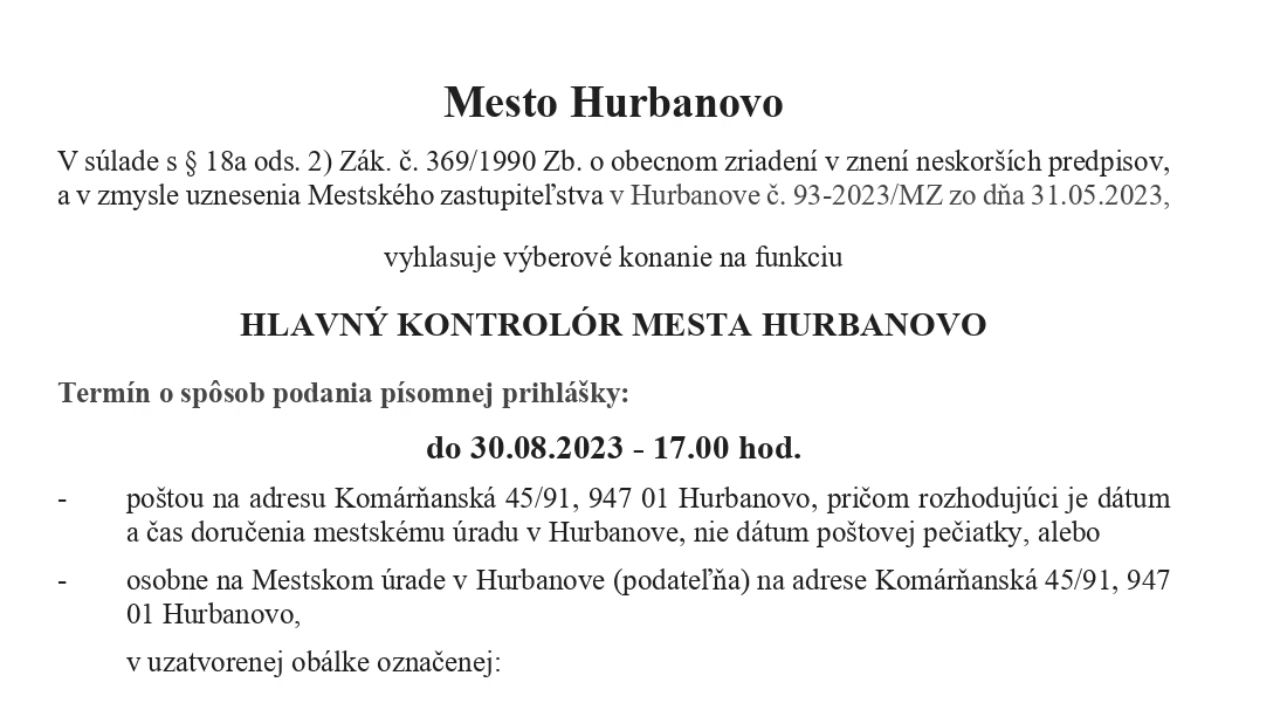 Mesto Hurbanovo
V súlade s § 18a ods. 2) Zák. č. 369/1990 Zb. o obecnom zriadení v znení neskorších predpisov,
a v zmysle uznesenia Mestského zastupiteľstva v Hurbanove č. 93-2023/MZ zo dňa 31.05.2023,
vyhlasuje výberové konanie na funkciu
HLAVNÝ KONTROLÓR MESTA HURBANOVO
Termín o spôsob podania písomnej prihlášky:
do 30.08.2023 - 17.00 hod.
- poštou na adresu Komárňanská 45/91, 947 01 Hurbanovo, pričom rozhodujúci je dátum
a čas doručenia mestskému úradu v Hurbanove, nie dátum poštovej pečiatky, alebo
- osobne na Mestskom úrade v Hurbanove (podateľňa) na adrese Komárňanská 45/91, 947
01 Hurbanovo,
v uzatvorenej obálke označenej: